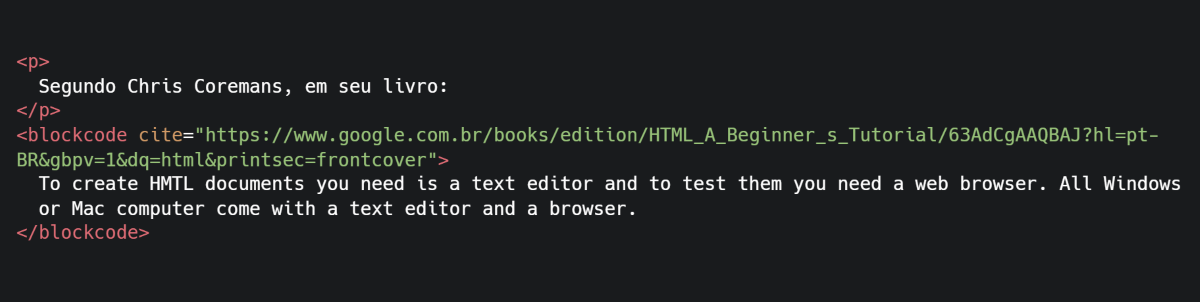 <p>
Segundo Chris Coremans, em seu livro:
</p>
<blockcode cite="https://www.google.com.br/books/edition/HTML_A_Beginner_s_Tutorial/63AdCgAAQBAJ?hl=pt-
BR&gbpv=1&dq=html&printsec=frontcover">
To create HMTL documents you need is a text editor and to test them you need a web browser. All Windows
or Mac computer come with a text editor and a browser.
</blockcode>